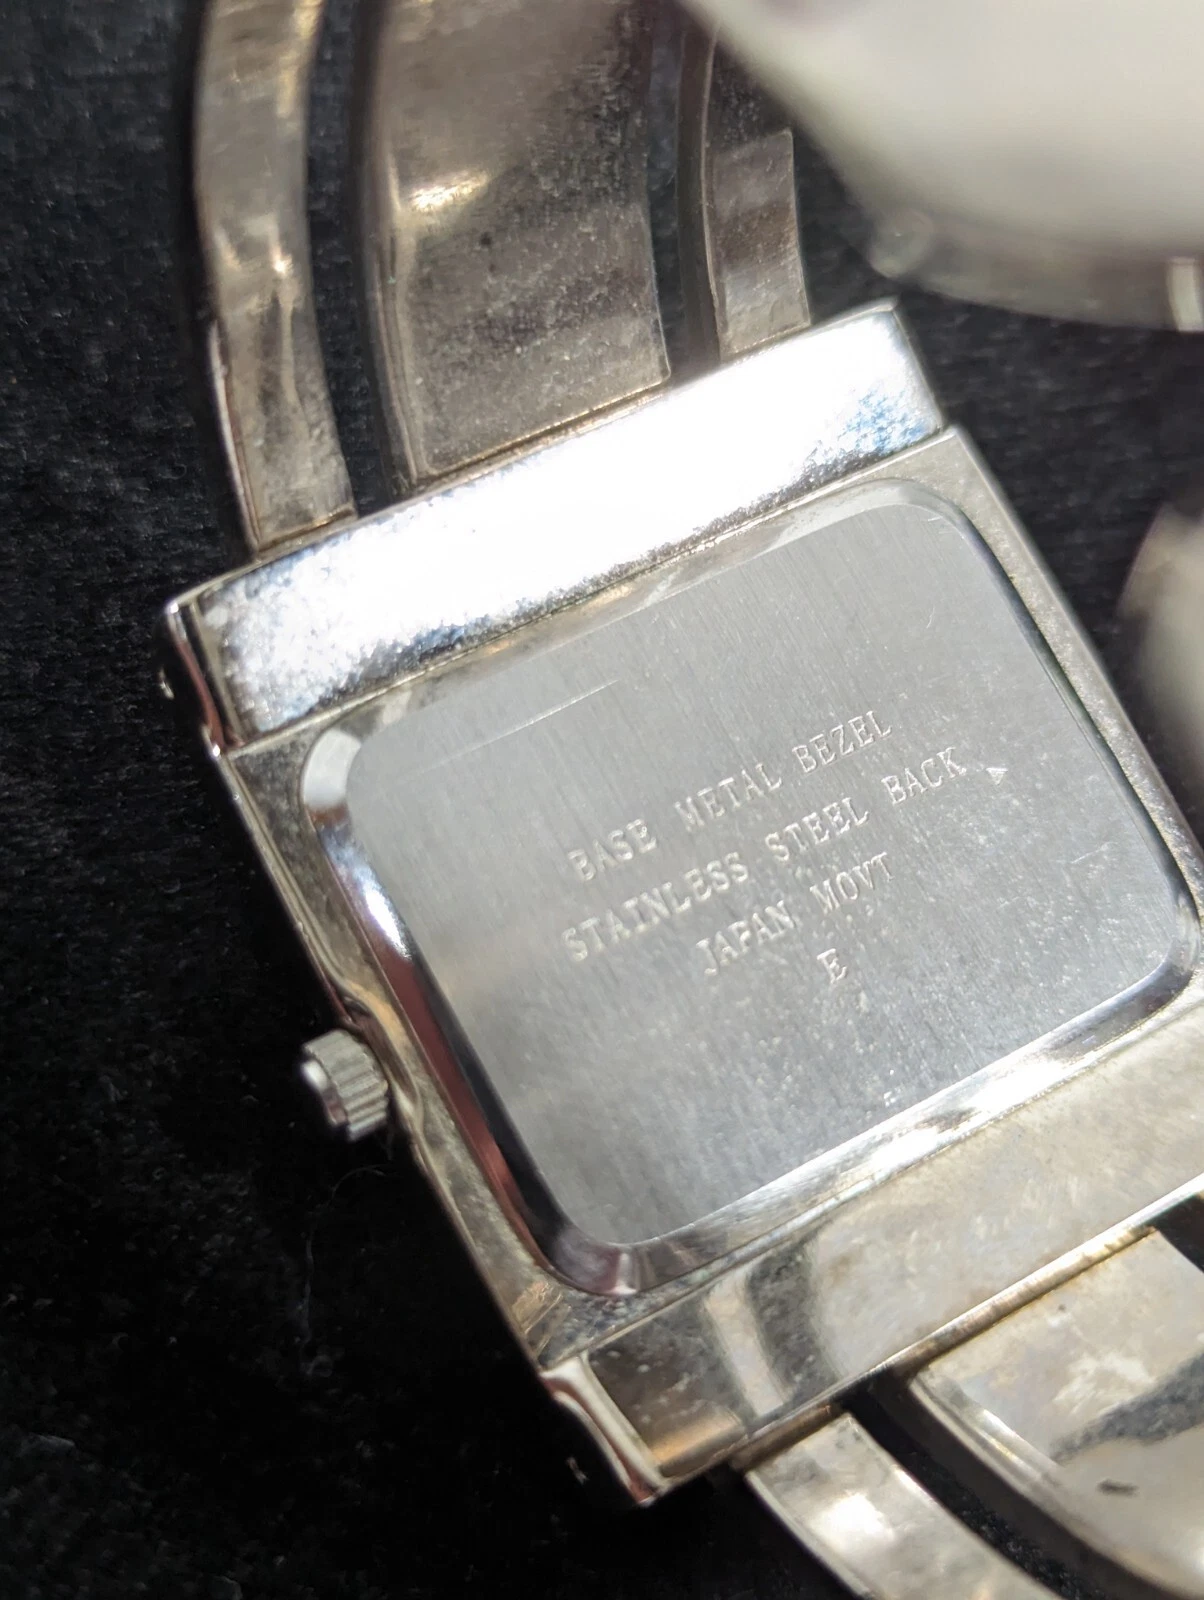 BASE METAL BEZEL
STAINLESS STEEL BACK
JAPAN MOVT
E